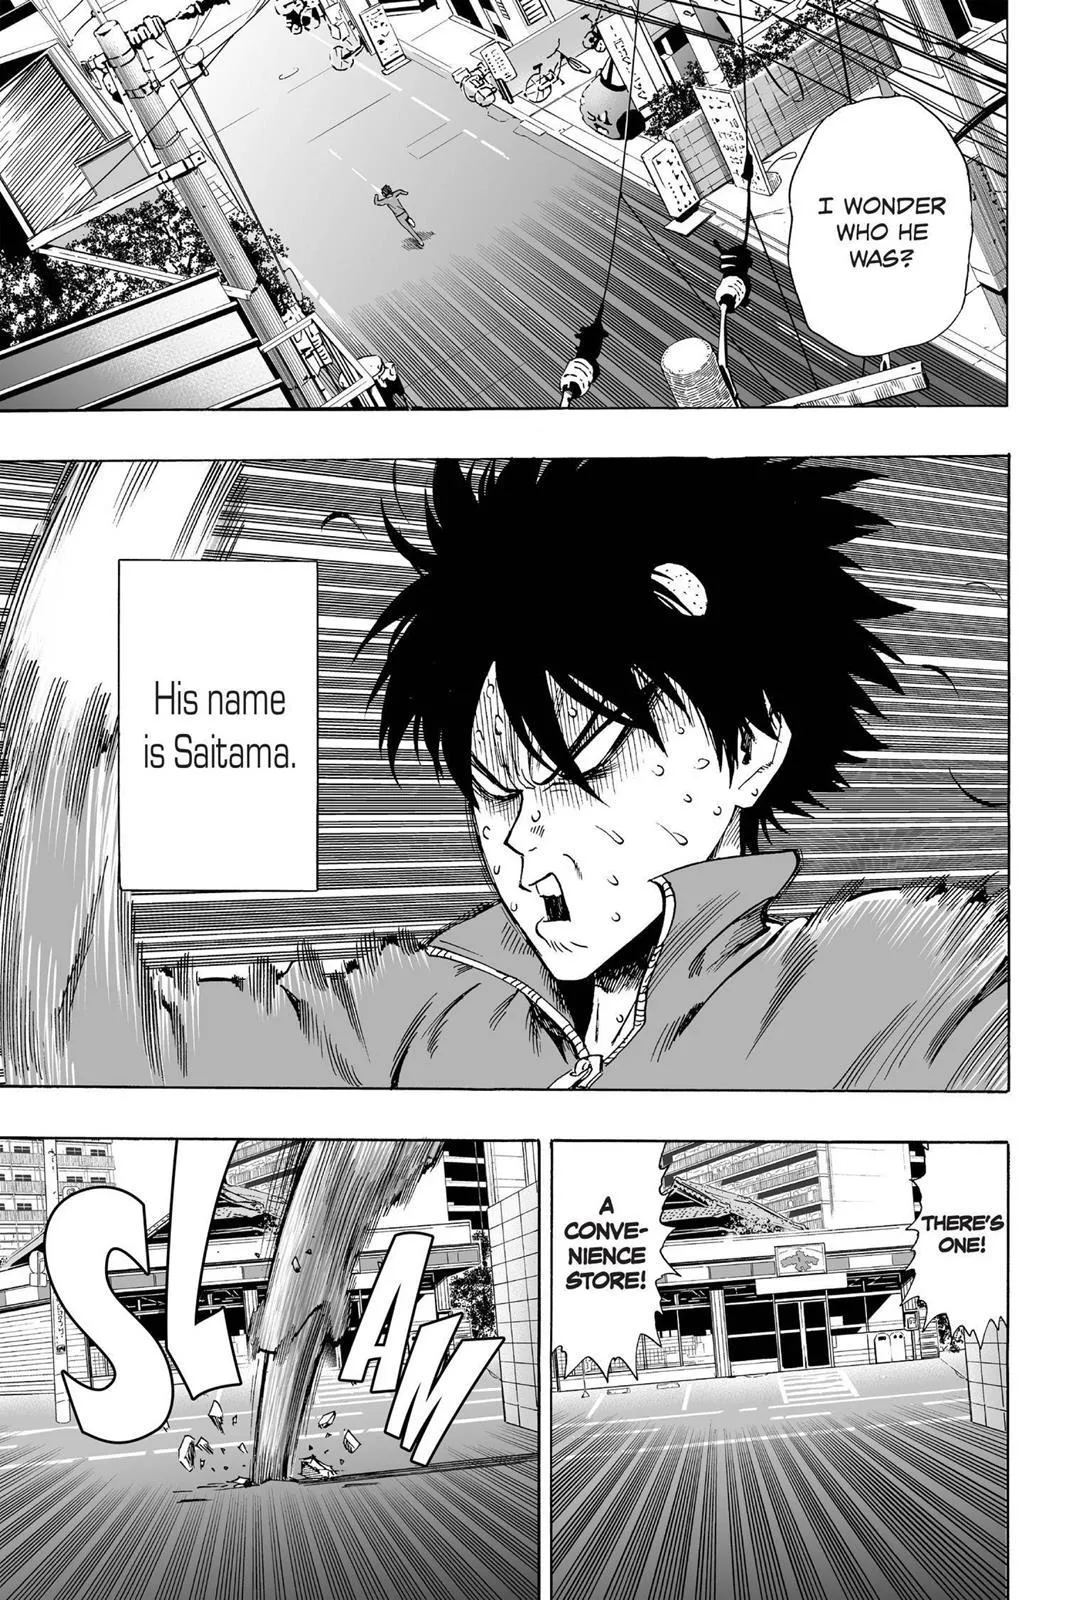 I WONDER
WHO HE
WAS?
His name
is Saitama.
THERE'S
ONE!
A
CONVE-
NIENCE
STORE!
SLAM